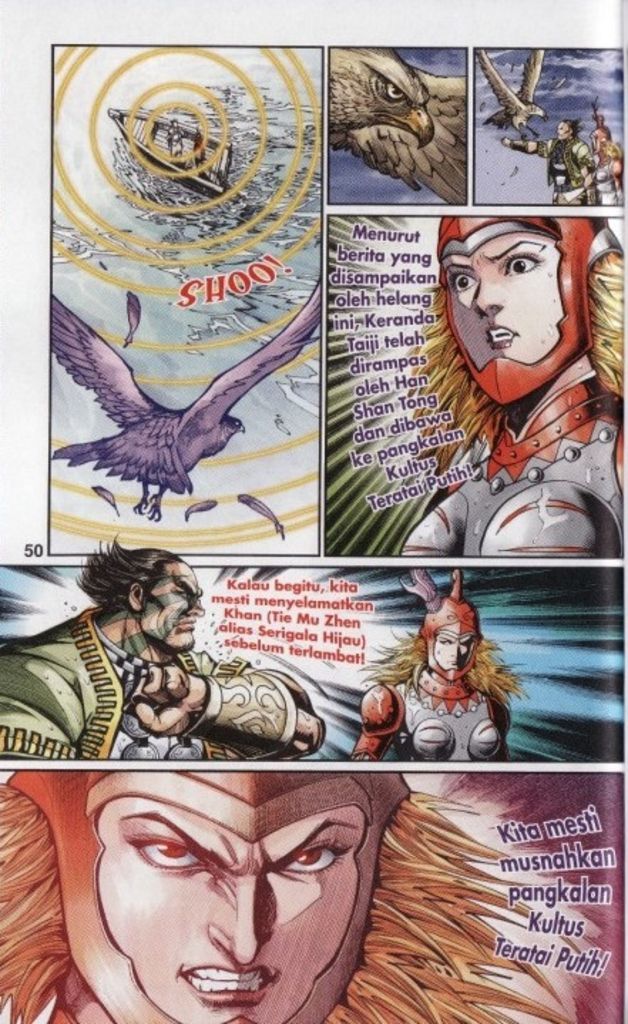 SHOO!
Menurut
berita yang
disampaikan
oleh helang
ini, Keranda
Taiji telah
dirampas
oleh Han
Shan Tong
dan dibawa
ke pangkalan
Kultus
Teratai Putih!
50
Kalau begitu, kita
mesti menyelamatkan
Khan (Tie Mu Zhen
alias Serigala Hijau)
sebelum terlambat!
Kita mesti
musnahkan
pangkalan
Kultus
Teratai Putih!